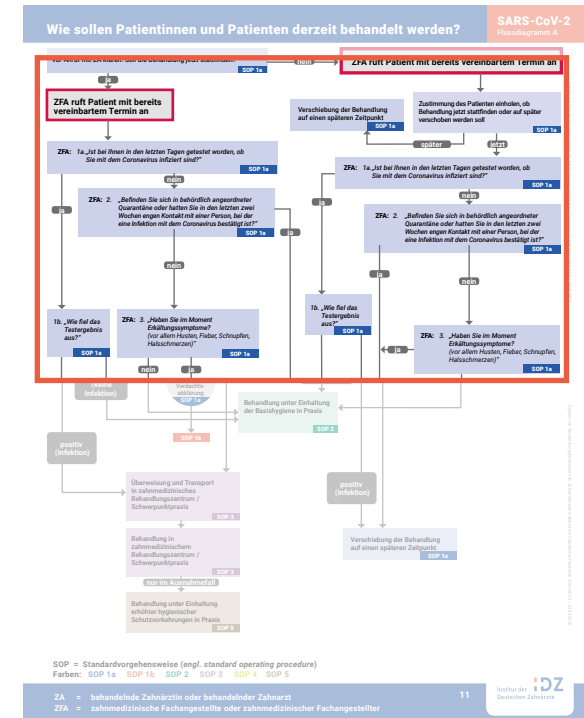 Wie sollen Patientinnen und Patienten derzeit behandelt werden?
SARS-CoV-2
Flussdiagramm A
SOP 1a
nein
ja
ZFA ruft Patient mit bereits vereinbartem Termin an
ZFA ruft Patient mit bereits
vereinbartem Termin an
Verschiebung der Behandlung
auf einen späteren Zeitpunkt
SOP 1a
Zustimmung des Patienten einholen, ob
Behandlung jetzt stattfinden oder auf später
verschoben werden soll
SOP 1a
später
jetzt
ZFA: 1a. „Ist bei Ihnen in den letzten Tagen getestet worden, ob
Sie mit dem Coronavirus infiziert sind?"
SOP 1a
nein
ja
ZFA: 2. „Befinden Sie sich in behördlich angeordneter
Quarantäne oder hatten Sie in den letzten zwei
Wochen engen Kontakt mit einer Person, bei der
eine Infektion mit dem Coronavirus bestätigt ist?"
SOP 1a
ja
nein
1b. „Wie fiel das
Testergebnis
aus?"
SOP 1a
ZFA: 3. „Haben Sie im Moment
Erkältungssymptome?
(vor allem Husten, Fieber, Schnupfen,
Halsschmerzen)"
SOP 1a
nein
ja
1a. „Ist bei Ihnen in den letzten Tagen getestet worden, ob
Sie mit dem Coronavirus infiziert sind?"
SOP 1a
nein
ja
ZFA: 2. „Befinden Sie sich in behördlich angeordneter
Quarantäne oder hatten Sie in den letzten zwei
Wochen engen Kontakt mit einer Person, bei der
eine Infektion mit dem Coronavirus bestätigt ist?"
SOP 1a
ja
nein
1b. „Wie fiel das
Testergebnis
aus?"
SOP 1a
ZFA: 3. „Haben Sie im Moment
Erkältungssymptome?
(vor allem Husten, Fieber, Schnupfen,
Halsschmerzen)"
SOP 1a
ja
(keine
Infektion)
Verdachts-
abklärung
SOP 1a
SOP 1b
Behandlung unter Einhaltung
der Basishygiene in Praxis
SOP 2
positiv
(Infektion)
Überweisung und Transport
in zahnmedizinisches
Behandlungszentrum /
Schwerpunktpraxis
SOP 3
Behandlung in
zahnmedizinischem
Behandlungszentrum /
Schwerpunktpraxis
SOP 3
nur im Ausnahmefall
Behandlung unter Einhaltung
erhöhter hygienischer
Schutzvorkehrungen in Praxis
SOP 5
positiv
(Infektion)
Verschiebung der Behandlung
auf einen späteren Zeitpunkt
SOP 1a
SOP = Standardvorgehensweise (engl. standard operating procedure)
Farben: SOP 1a SOP 1b SOP 2 SOP 3 SOP 4 SOP 5
ZA = behandelnde Zahnärztin oder behandelnder Zahnarzt
ZFA = zahnmedizinische Fachangestellte oder zahnmedizinischer Fachangestellter
11
Institut der
Deutschen Zahnärzte
IDZ